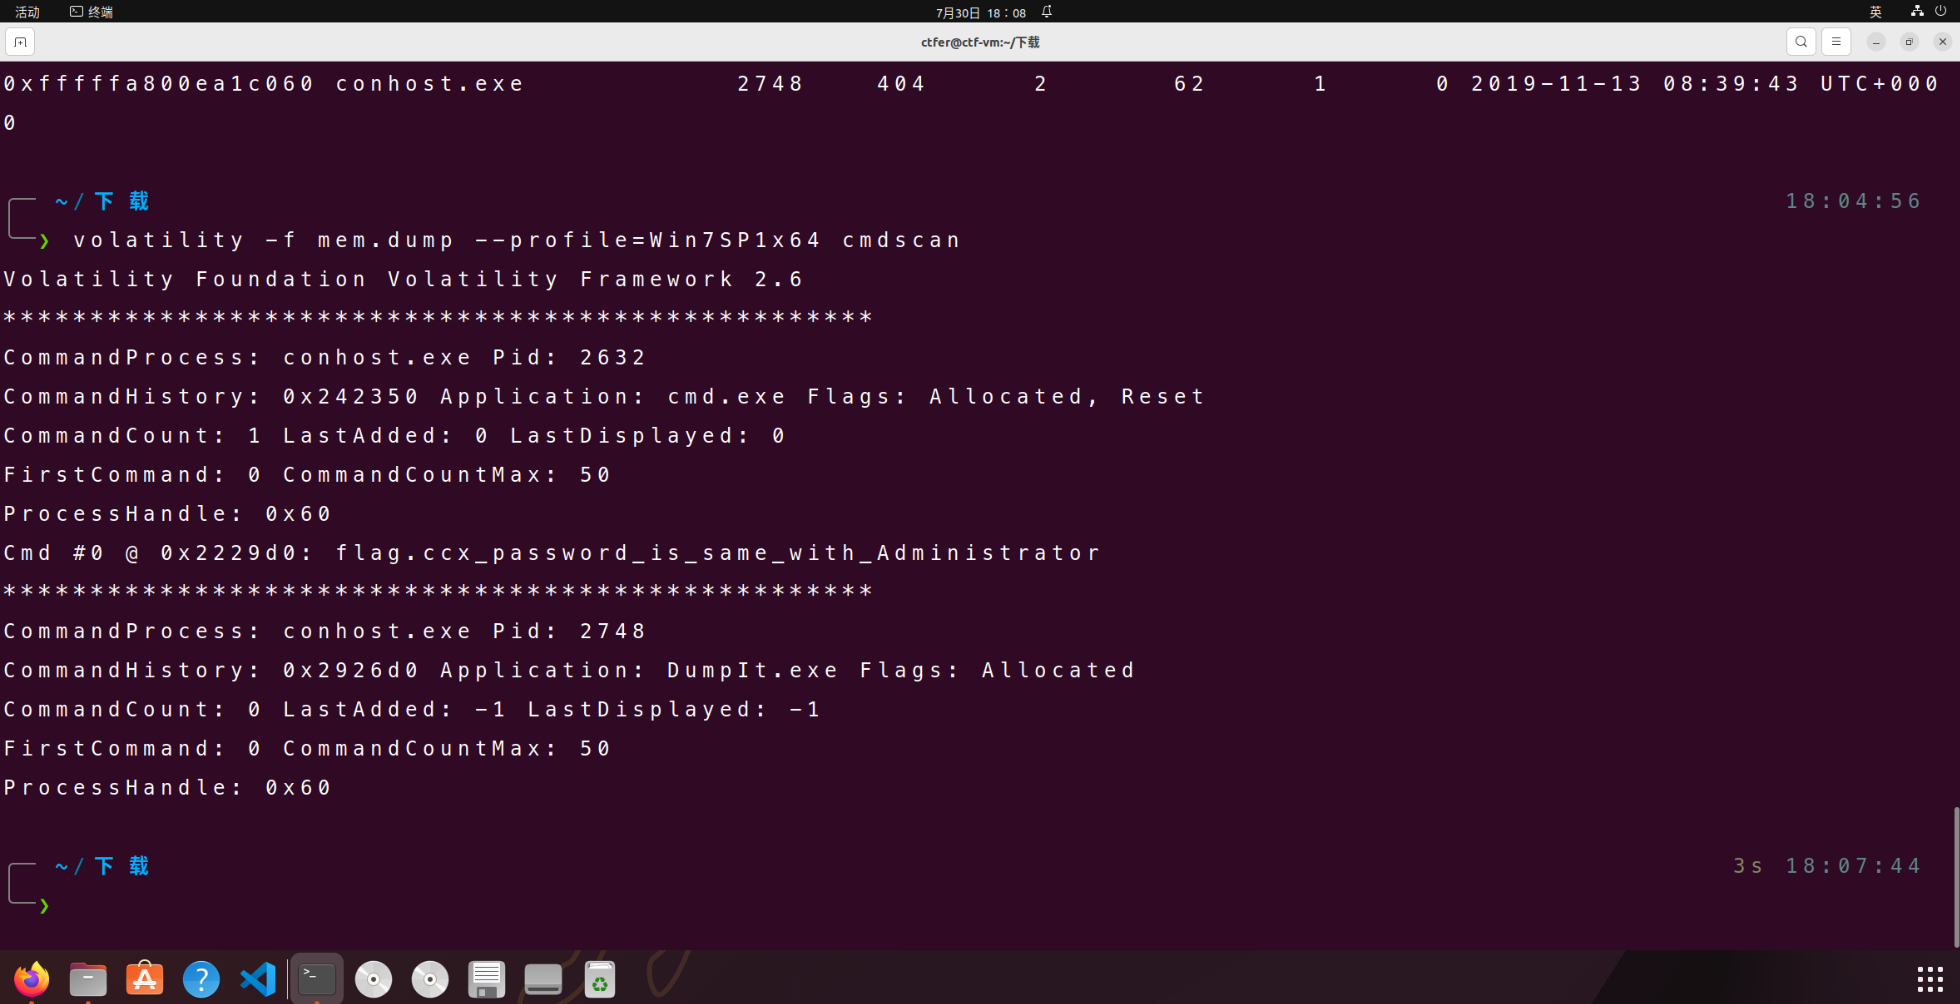 活动 终端 7月30日 18：08 英
ctfer@ctf-vm:~/下载
0xfffffa800ea1c060 conhost.exe 2748 404 2 62 1 0 2019-11-13 08:39:43 UTC+000
0
~/下载 18:04:56
❯ volatility -f mem.dump --profile=Win7SP1x64 cmdscan
Volatility Foundation Volatility Framework 2.6
**************************************************
CommandProcess: conhost.exe Pid: 2632
CommandHistory: 0x242350 Application: cmd.exe Flags: Allocated, Reset
CommandCount: 1 LastAdded: 0 LastDisplayed: 0
FirstCommand: 0 CommandCountMax: 50
ProcessHandle: 0x60
Cmd #0 @ 0x2229d0: flag.ccx_password_is_same_with_Administrator
**************************************************
CommandProcess: conhost.exe Pid: 2748
CommandHistory: 0x2926d0 Application: DumpIt.exe Flags: Allocated
CommandCount: 0 LastAdded: -1 LastDisplayed: -1
FirstCommand: 0 CommandCountMax: 50
ProcessHandle: 0x60
~/下载 3s 18:07:44
❯